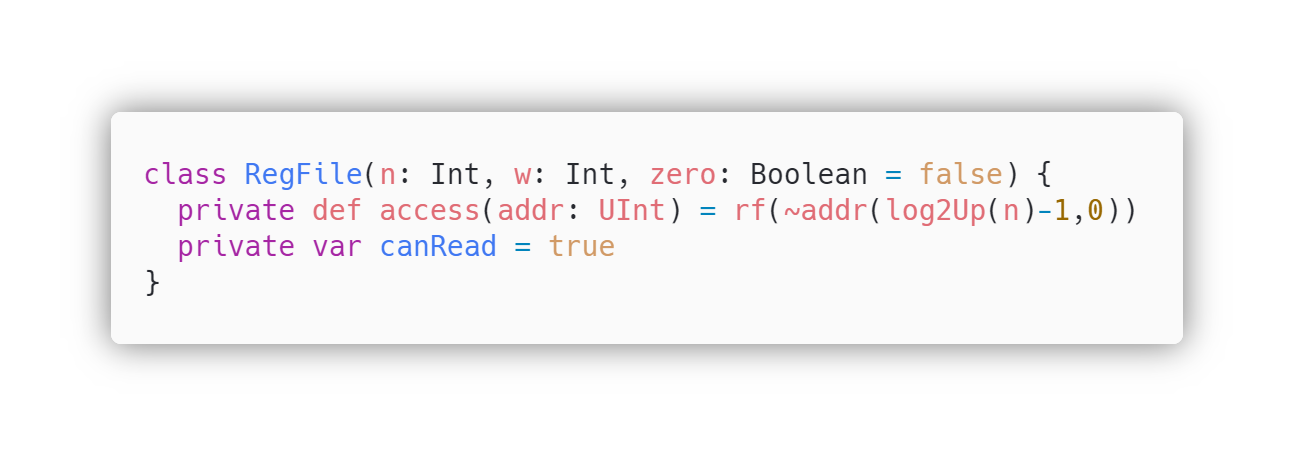 class RegFile(n: Int, w: Int, zero: Boolean = false) {
  private def access(addr: UInt) = rf(~addr(log2Up(n)-1,0))
  private var canRead = true
}